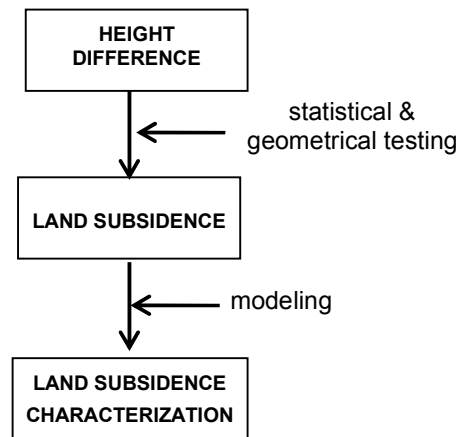 HEIGHT
DIFFERENCE
statistical &
geometrical testing
LAND SUBSIDENCE
modeling
LAND SUBSIDENCE
CHARACTERIZATION